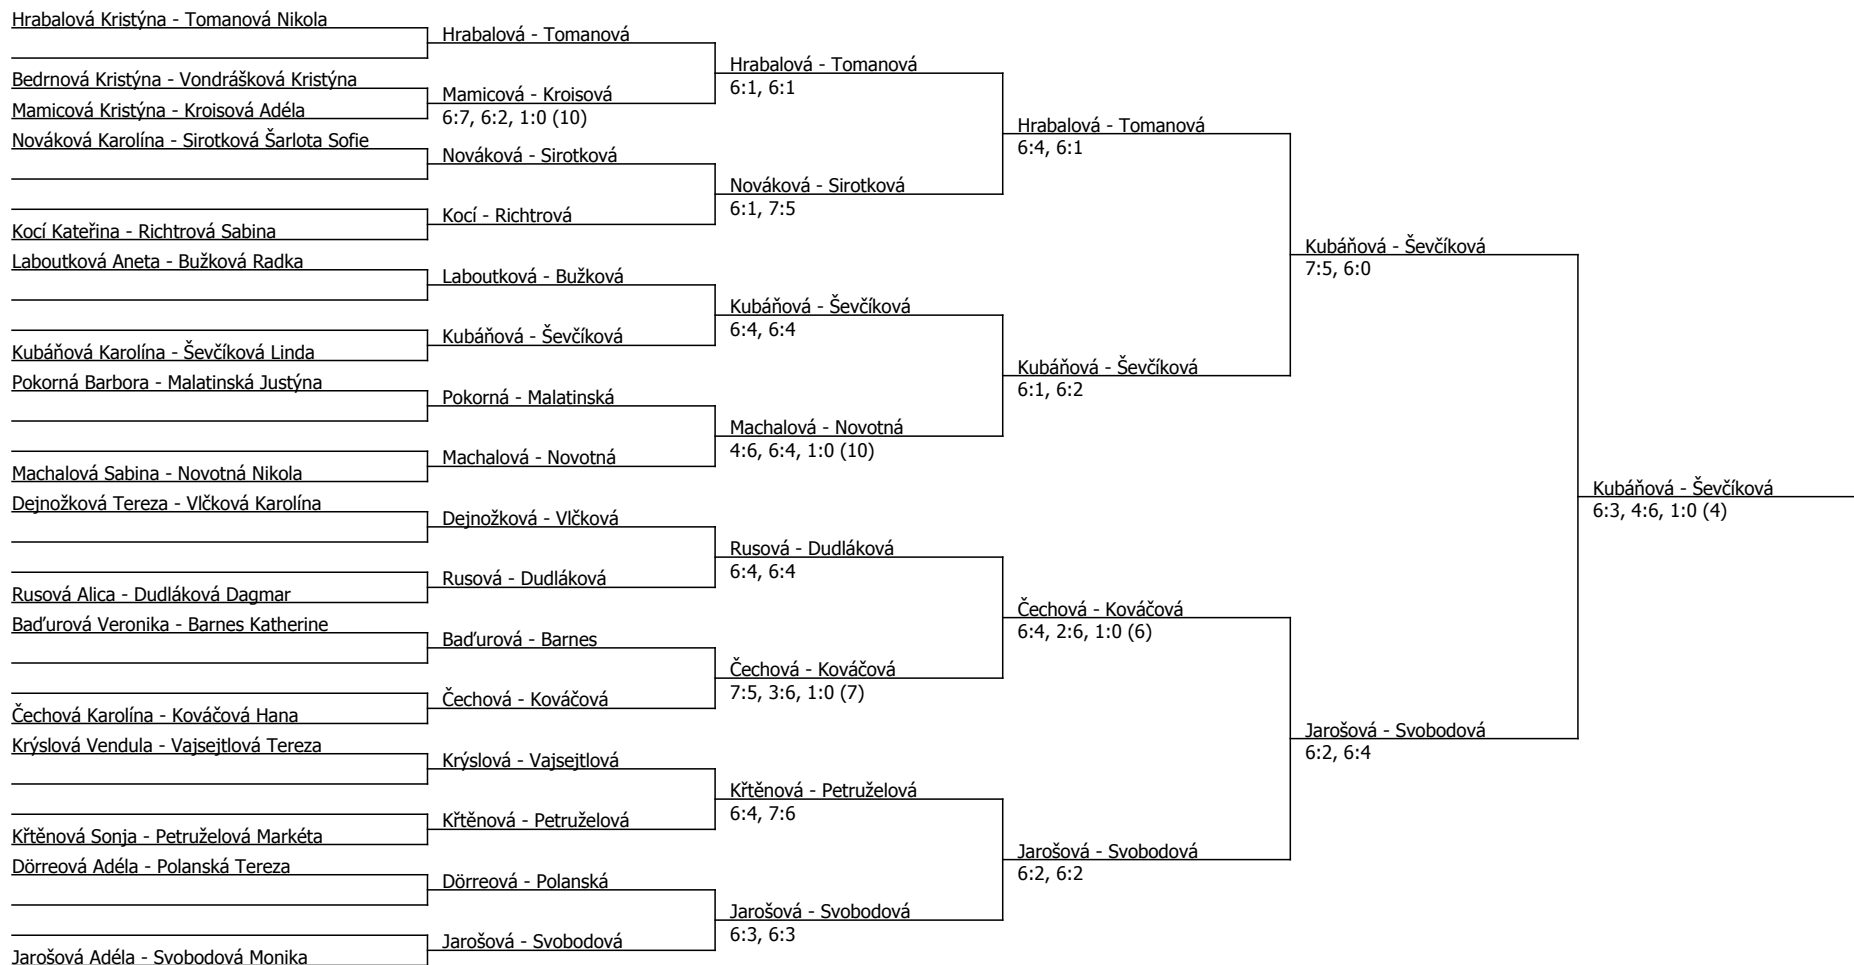 Hrabalová Kristýna - Tomanová Nikola
Bedrnová Kristýna - Vondrášková Kristýna
Mamicová Kristýna - Kroisová Adéla
Nováková Karolína - Sirotková Šarlota Sofie
Kocí Kateřina - Richtrová Sabina
Laboutková Aneta - Bužková Radka
Kubáňová Karolína - Ševčíková Linda
Pokorná Barbora - Malatinská Justýna
Machalová Sabina - Novotná Nikola
Dejnožková Tereza - Vlčková Karolína
Rusová Alica - Dudláková Dagmar
Baďurová Veronika - Barnes Katherine
Čechová Karolína - Kováčová Hana
Krýslová Vendula - Vajsejtlová Tereza
Křtěnová Sonja - Petruželová Markéta
Dörreová Adéla - Polanská Tereza
Jarošová Adéla - Svobodová Monika
Hrabalová - Tomanová
Mamicová - Kroisová
6:7, 6:2, 1:0 (10)
Nováková - Sirotková
Kocí - Richtrová
Laboutková - Bužková
Kubáňová - Ševčíková
Pokorná - Malatinská
Machalová - Novotná
Dejnožková - Vlčková
Rusová - Dudláková
Baďurová - Barnes
Čechová - Kováčová
Krýslová - Vajsejtlová
Křtěnová - Petruželová
Dörreová - Polanská
Jarošová - Svobodová
Hrabalová - Tomanová
6:1, 6:1
Nováková - Sirotková
6:1, 7:5
Kubáňová - Ševčíková
6:4, 6:4
Machalová - Novotná
4:6, 6:4, 1:0 (10)
Rusová - Dudláková
6:4, 6:4
Čechová - Kováčová
7:5, 3:6, 1:0 (7)
Křtěnová - Petruželová
6:4, 7:6
Jarošová - Svobodová
6:3, 6:3
Hrabalová - Tomanová
6:4, 6:1
Kubáňová - Ševčíková
6:1, 6:2
Čechová - Kováčová
6:4, 2:6, 1:0 (6)
Jarošová - Svobodová
6:2, 6:2
Kubáňová - Ševčíková
7:5, 6:0
Jarošová - Svobodová
6:2, 6:4
Kubáňová - Ševčíková
6:3, 4:6, 1:0 (4)